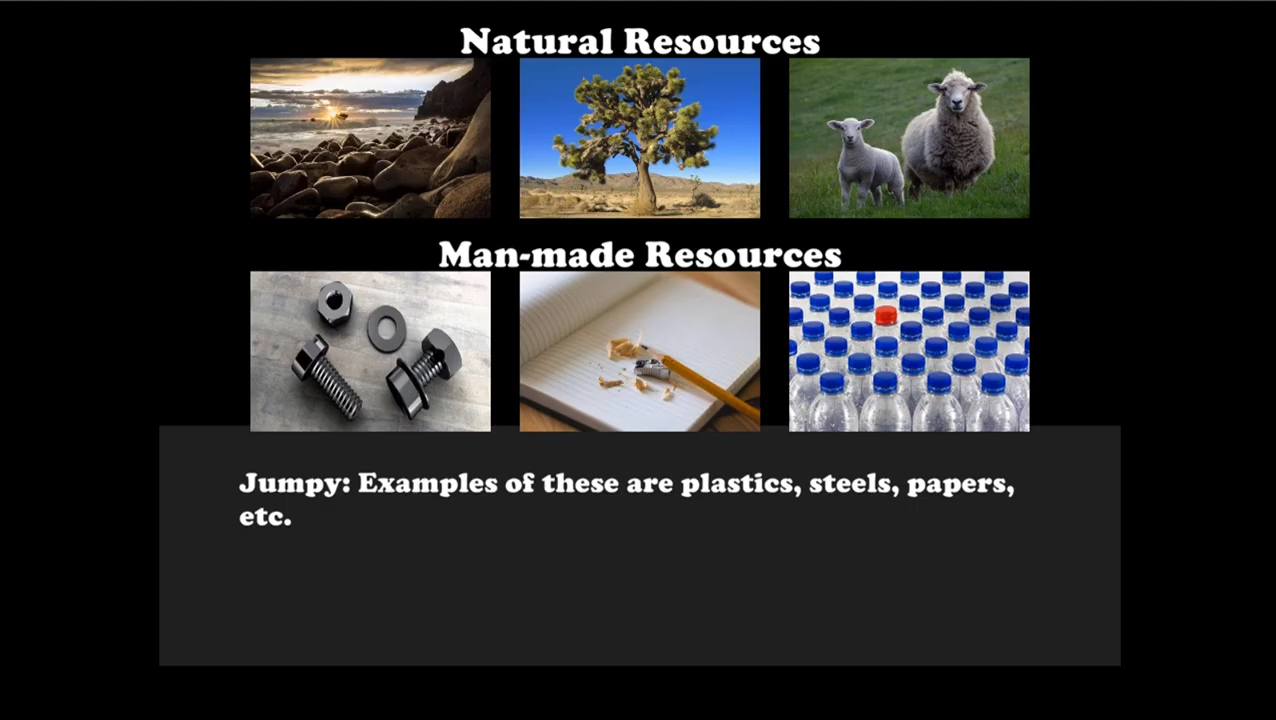 Natural Resources
Man-made Resources
Jumpy: Examples of these are plastics, steels, papers,
etc.